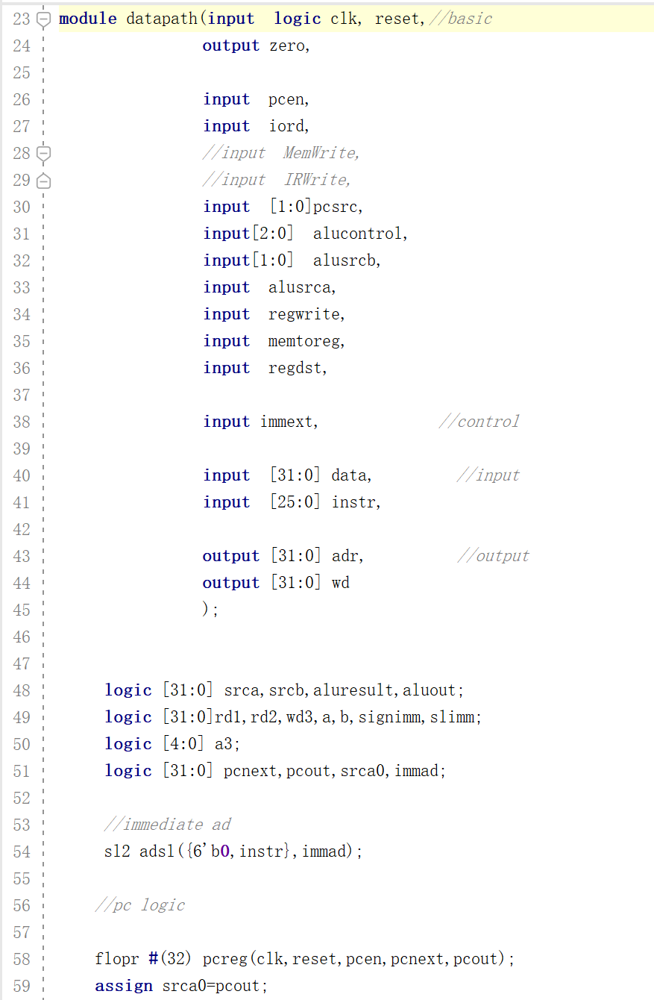 23 module datapath(input  logic clk, reset,//basic
24 output zero,
25
26 input  pcen,
27 input  iord,
28 //input  MemWrite,
29 //input  IRWrite,
30 input  [1:0]pcsrc,
31 input[2:0]  alucontrol,
32 input[1:0]  alusrcb,
33 input  alusrca,
34 input  regwrite,
35 input  memtoreg,
36 input  regdst,
37
38 input immext,             //control
39
40 input  [31:0] data,         //input
41 input  [25:0] instr,
42
43 output [31:0] adr,          //output
44 output [31:0] wd
45 );
46
47
48 logic [31:0] srca,srcb,aluresult,aluout;
49 logic [31:0]rd1,rd2,wd3,a,b,signimm,slimm;
50 logic [4:0] a3;
51 logic [31:0] pcnext,pcout,srca0,immad;
52
53 //immediate ad
54 sl2 adsl({6'b0,instr},immad);
55
56 //pc logic
57
58 flopr #(32) pcreg(clk,reset,pcen,pcnext,pcout);
59 assign srca0=pcout;